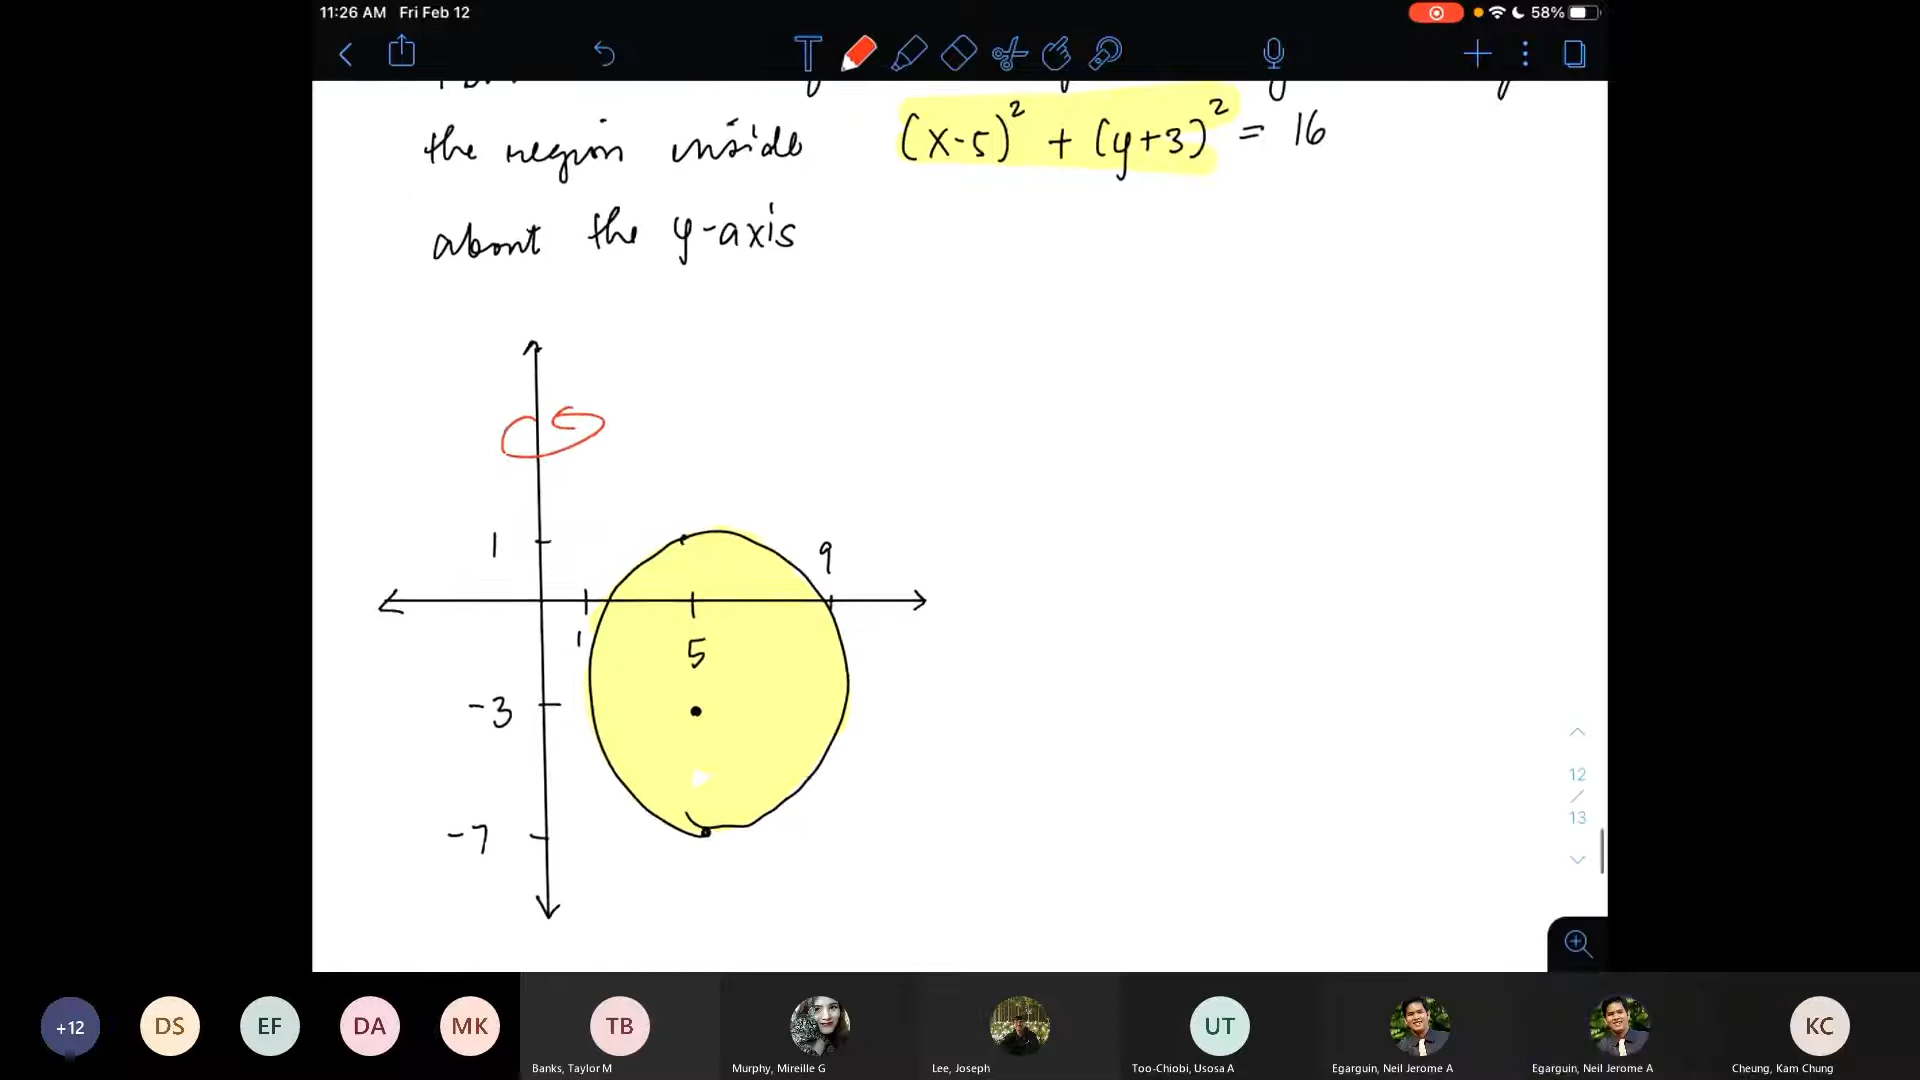 11:26 AM Fri Feb 12
58%
the region inside (x-5)² + (y+3)² = 16
about the y-axis
1
9
1
5
-3
-7
12
/
13
+12
DS
EF
DA
MK
TB
UT
KC
Banks, Taylor M
Murphy, Mireille G
Lee, Joseph
Too-Chiobi, Usosa A
Egarguin, Neil Jerome A
Egarguin, Neil Jerome A
Cheung, Kam Chung